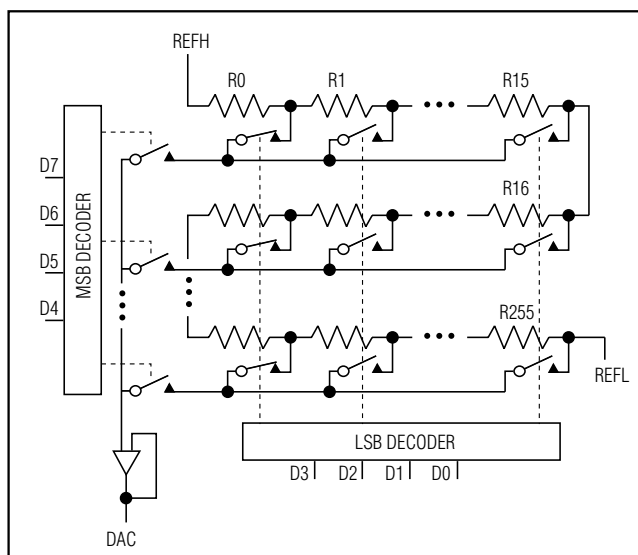 REFH
R0
R1
R15
D7
D6
D5
D4
MSB DECODER
R16
R255
REFL
LSB DECODER
D3
D2
D1
D0
DAC